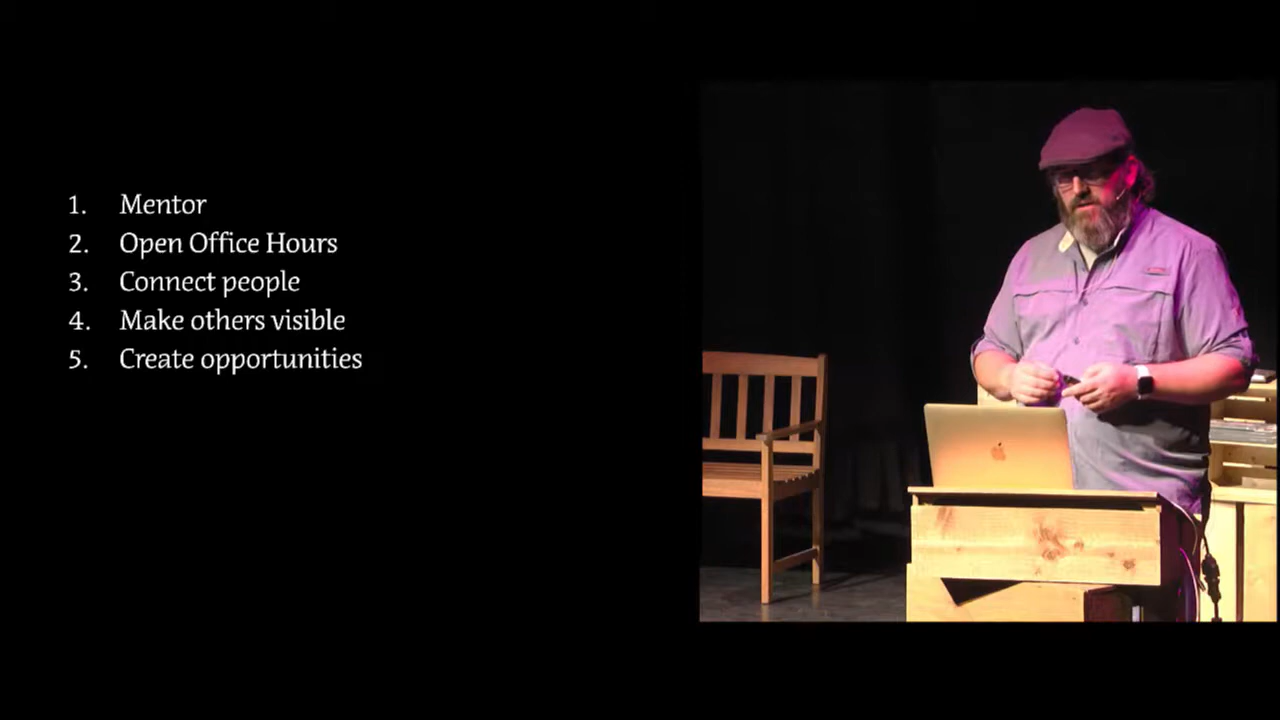 1. Mentor
2. Open Office Hours
3. Connect people
4. Make others visible
5. Create opportunities